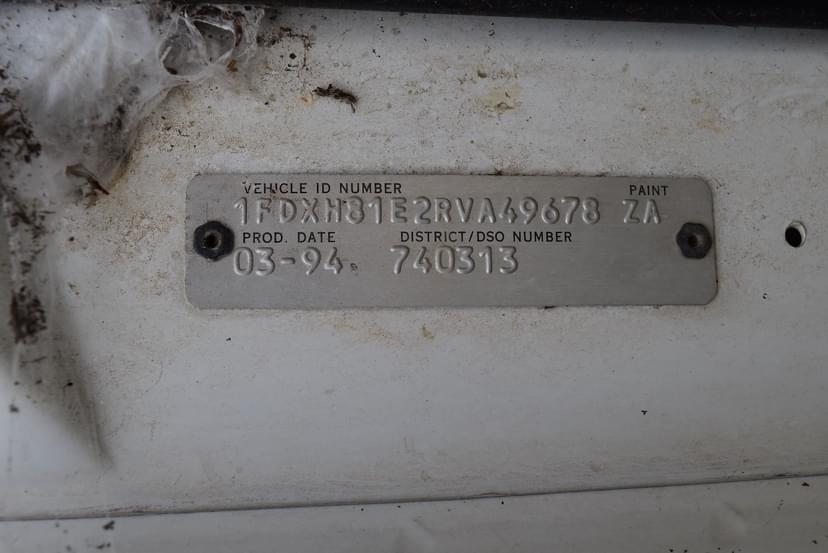 VEHICLE ID NUMBER PAINT
1FDXH81E2RVA49678 ZA
PROD. DATE DISTRICT/DSO NUMBER
03-94 740313